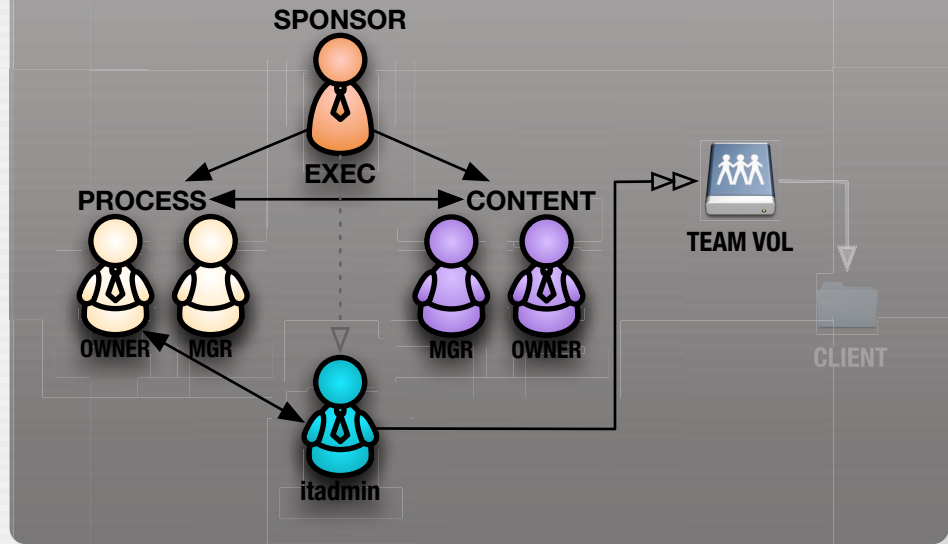 SPONSOR
EXEC
PROCESS
CONTENT
TEAM VOL
OWNER
MGR
MGR
OWNER
CLIENT
itadmin